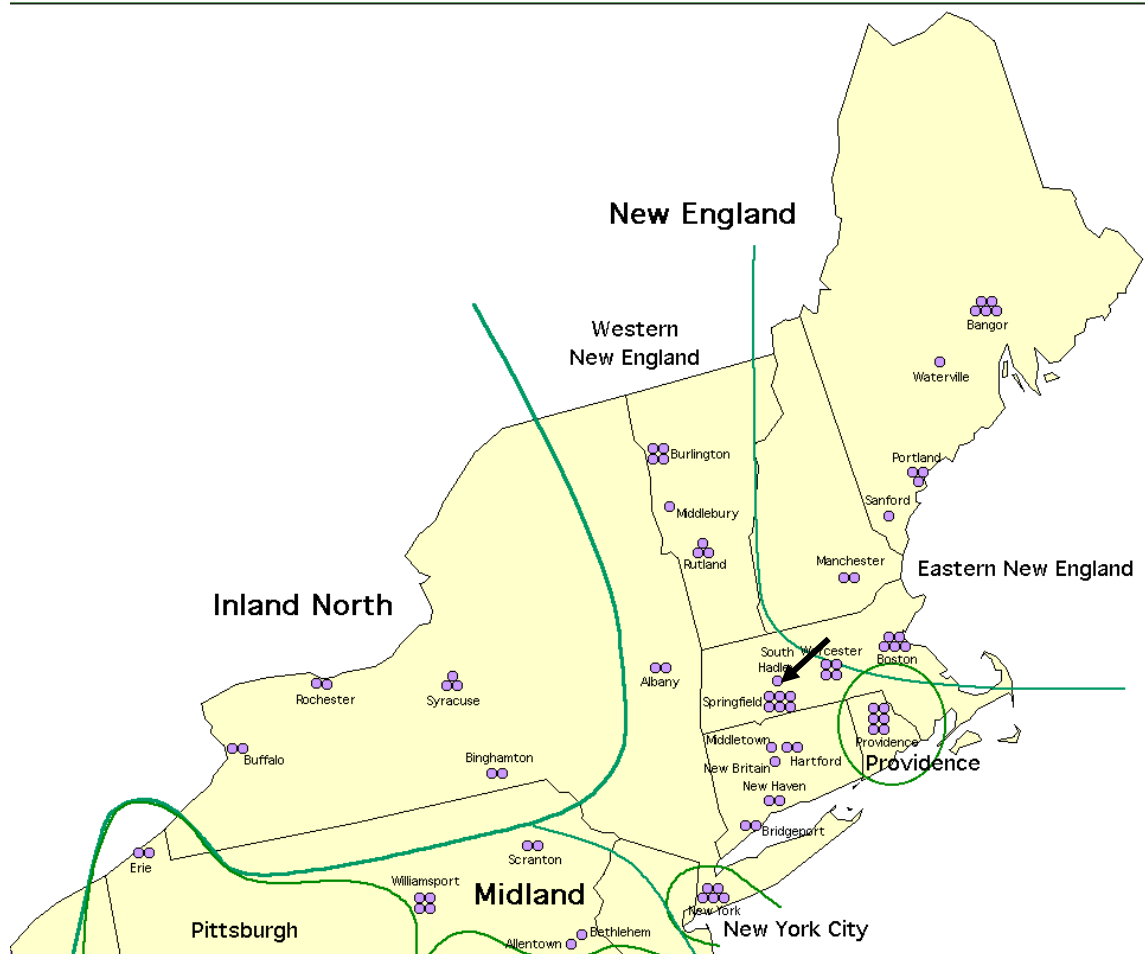 New England
Western
New England
Bangor
Waterville
Burlington
Portland
Sanford
Middlebury
Rutland
Manchester
Eastern New England
Inland North
South
Hadle
Worcester
Boston
Albany
Rochester
Syracuse
Springfield
Providence
Middletown
Hartford
Buffalo
Binghamton
New Britain
Providence
New Haven
Bridgeport
Scranton
Erie
Williamsport
Midland
New York
Pittsburgh
New York City
Bethlehem
Allentown